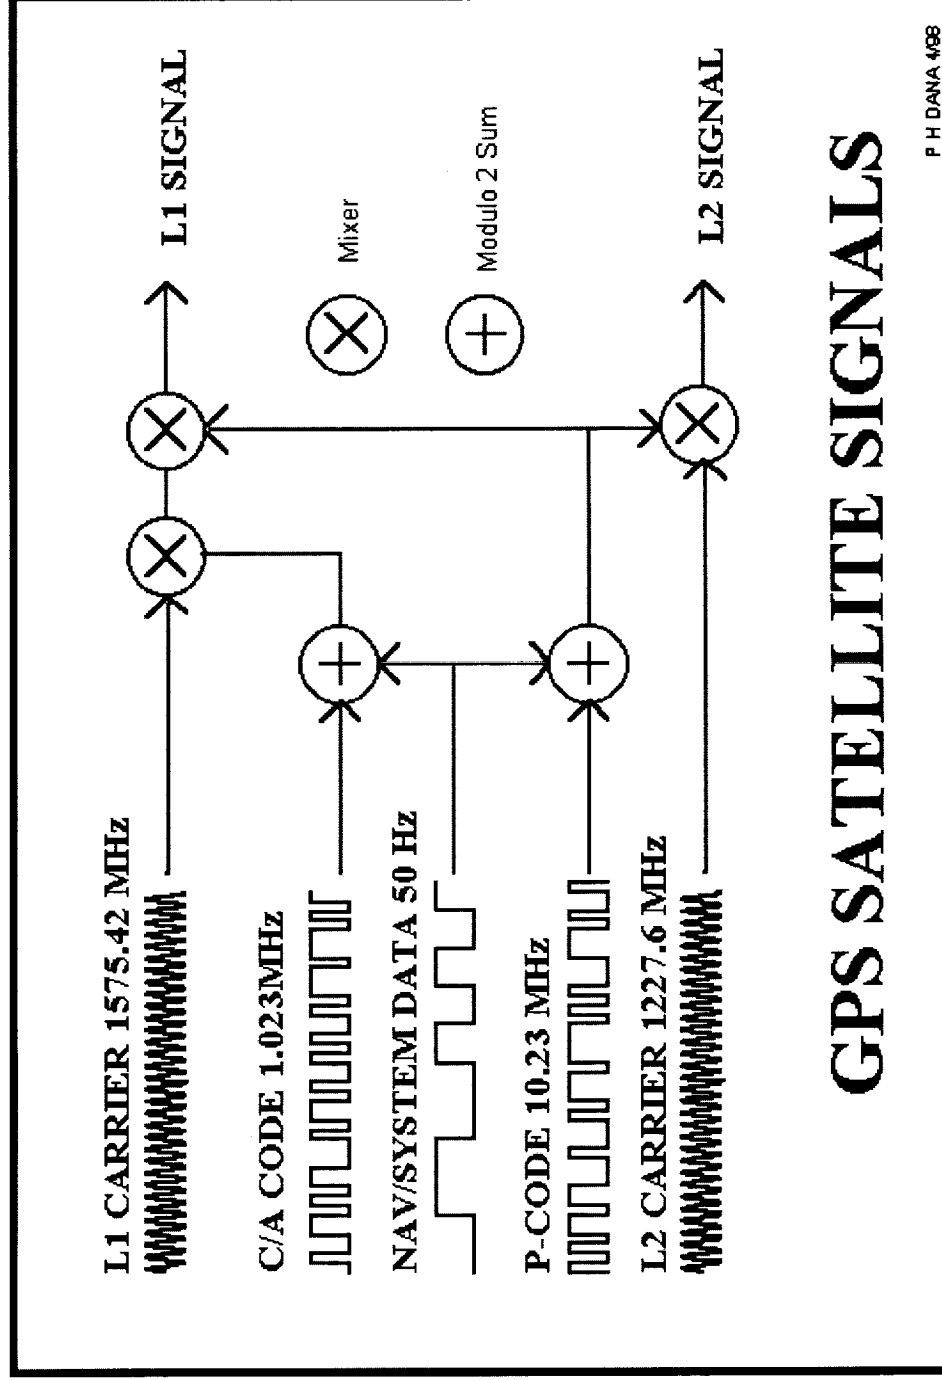 L1 CARRIER 1575.42 MHz
L1 SIGNAL
C/A CODE 1.023MHz
Mixer
NAV/SYSTEM DATA 50 Hz
Modulo 2 Sum
P-CODE 10.23 MHz
L2 CARRIER 1227.6 MHz
L2 SIGNAL
GPS SATELLITE SIGNALS
P H DANA 4/98